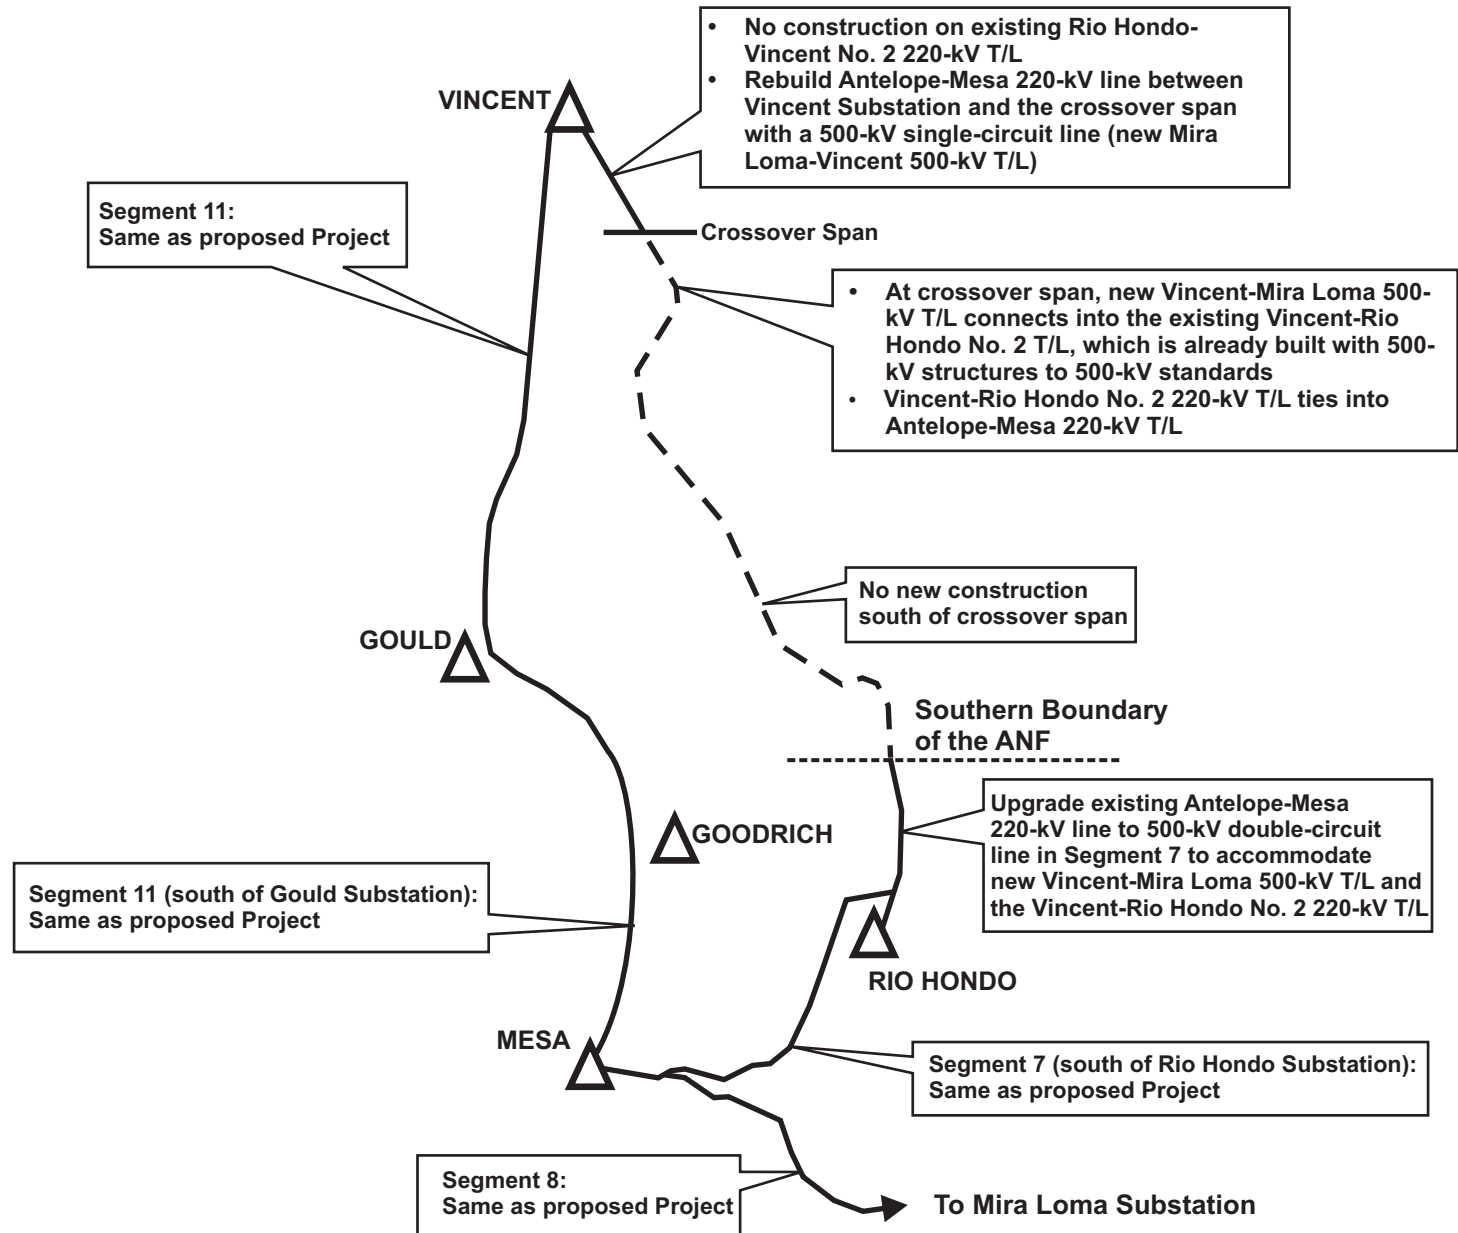 • No construction on existing Rio Hondo-
Vincent No. 2 220-kV T/L
• Rebuild Antelope-Mesa 220-kV line between
Vincent Substation and the crossover span
with a 500-kV single-circuit line (new Mira
Loma-Vincent 500-kV T/L)
VINCENT
Segment 11:
Same as proposed Project
Crossover Span
• At crossover span, new Vincent-Mira Loma 500-
kV T/L connects into the existing Vincent-Rio
Hondo No. 2 T/L, which is already built with 500-
kV structures to 500-kV standards
• Vincent-Rio Hondo No. 2 220-kV T/L ties into
Antelope-Mesa 220-kV T/L
No new construction
south of crossover span
GOULD
Southern Boundary
of the ANF
Upgrade existing Antelope-Mesa
220-kV line to 500-kV double-circuit
line in Segment 7 to accommodate
new Vincent-Mira Loma 500-kV T/L and
the Vincent-Rio Hondo No. 2 220-kV T/L
GOODRICH
Segment 11 (south of Gould Substation):
Same as proposed Project
RIO HONDO
MESA
Segment 7 (south of Rio Hondo Substation):
Same as proposed Project
Segment 8:
Same as proposed Project
To Mira Loma Substation